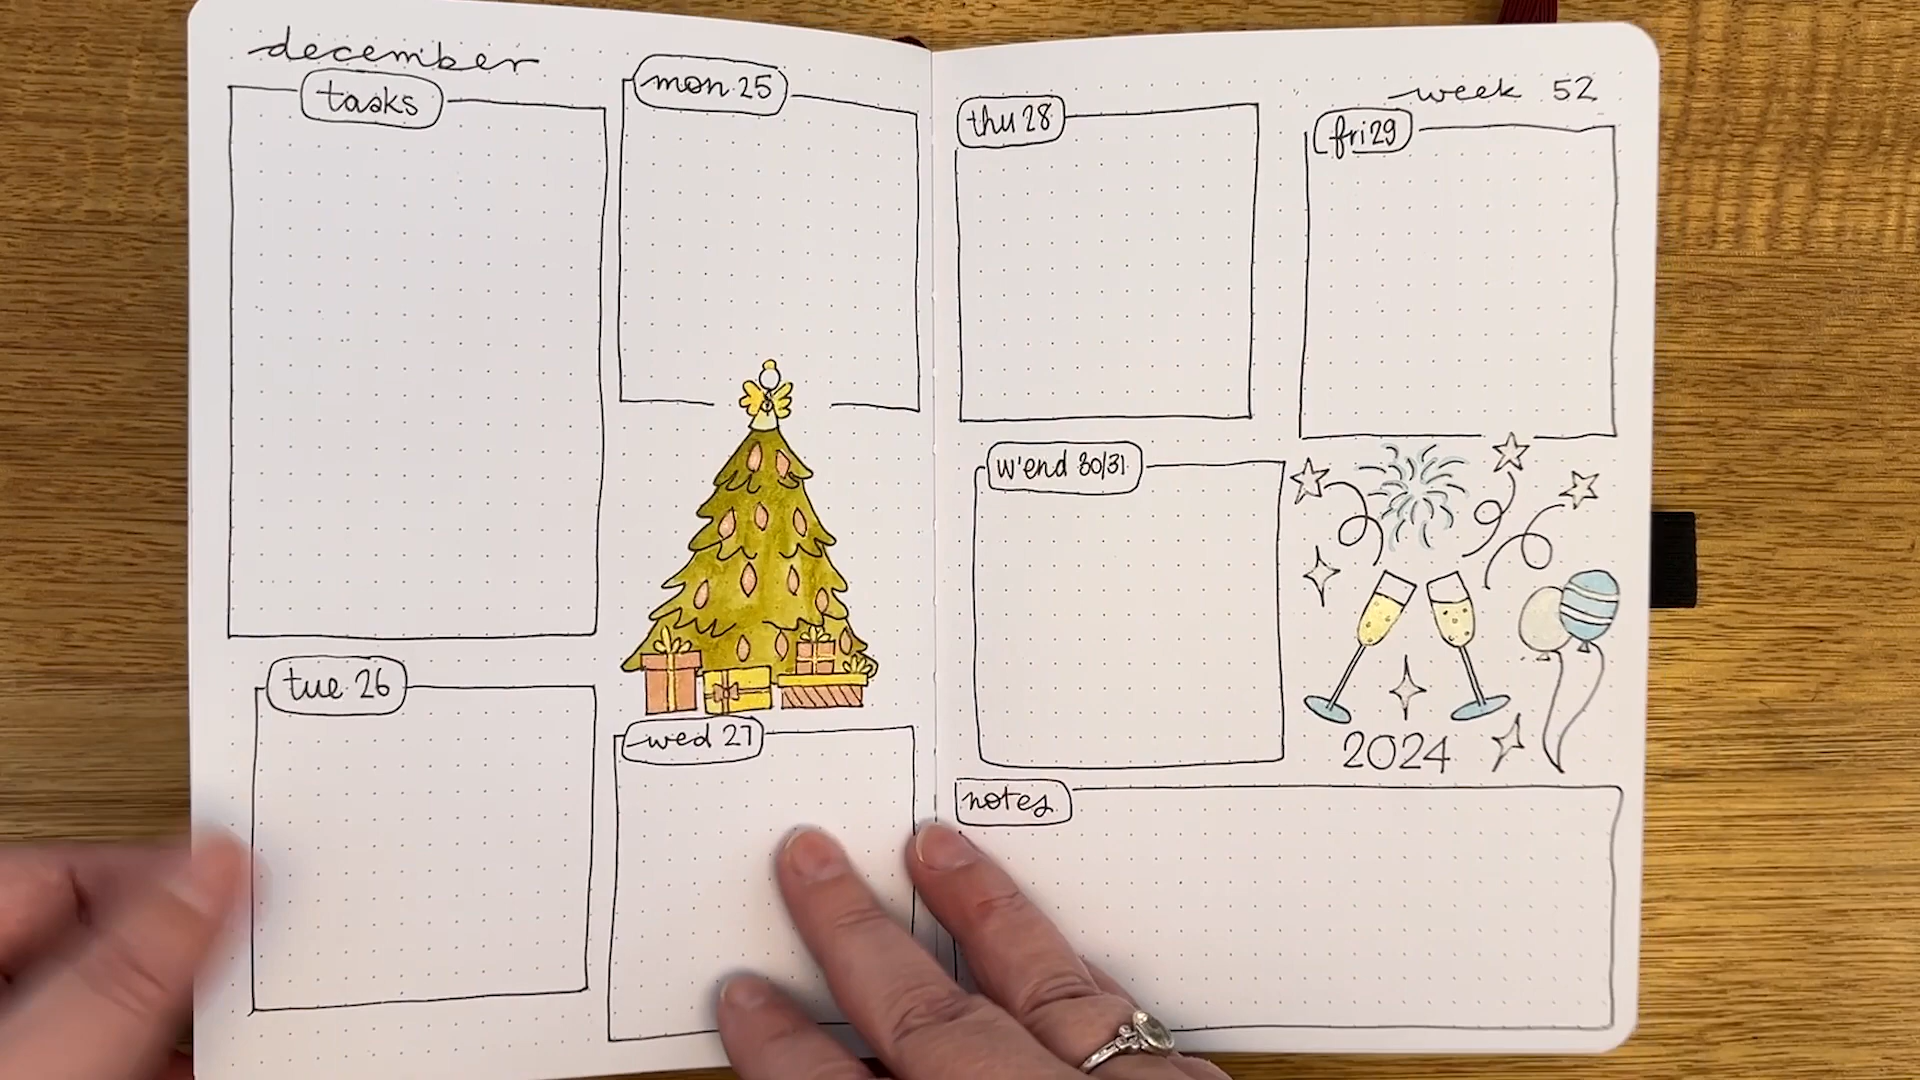 december
tasks
mon 25
tue 26
wed 27
week 52
thu 28
fri 29
w'end 30/31
2024
notes